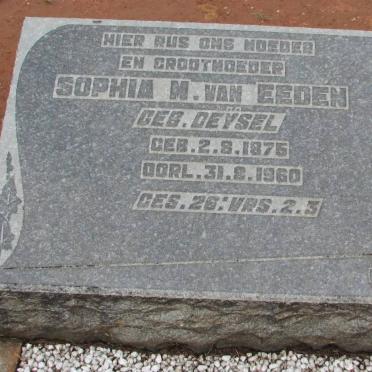 HIER RUS ONS MOEDER
EN GROOTMOEDER
SOPHIA M. VAN EEDEN
GEB. DEYSEL
GEB. 2.8.1875
OORL. 31.8.1960
GES. 26: VRS. 2.3